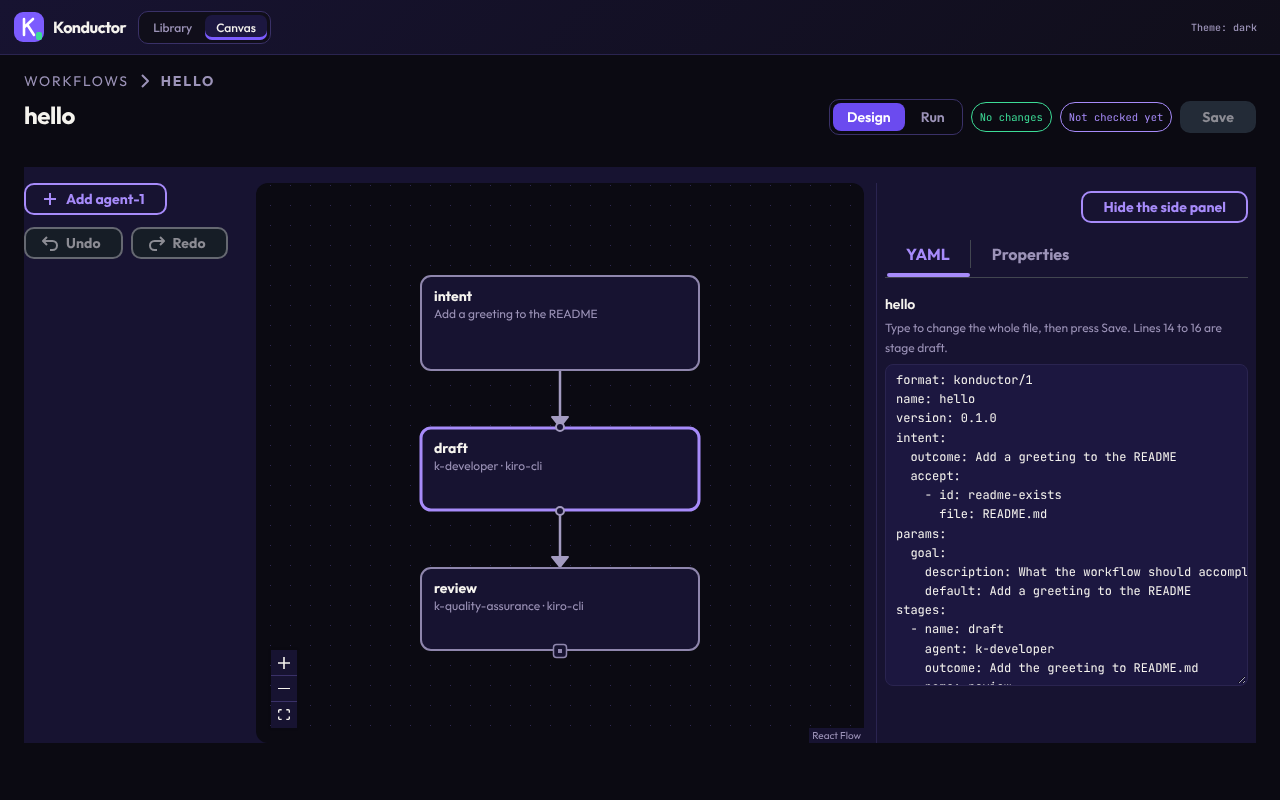 Konductor
Library
Canvas
Theme: dark
WORKFLOWS
HELLO
hello
Design
Run
No changes
Not checked yet
Save
Add agent-1
Undo
Redo
intent
Add a greeting to the README
draft
k-developer · kiro-cli
review
k-quality-assurance · kiro-cli
React Flow
Hide the side panel
YAML
Properties
hello
Type to change the whole file, then press Save. Lines 14 to 16 are
stage draft.
format: konductor/1
name: hello
version: 0.1.0
intent:
  outcome: Add a greeting to the README
  accept:
    - id: readme-exists
      file: README.md
params:
  goal:
    description: What the workflow should accompl
    default: Add a greeting to the README
stages:
  - name: draft
    agent: k-developer
    outcome: Add the greeting to README.md